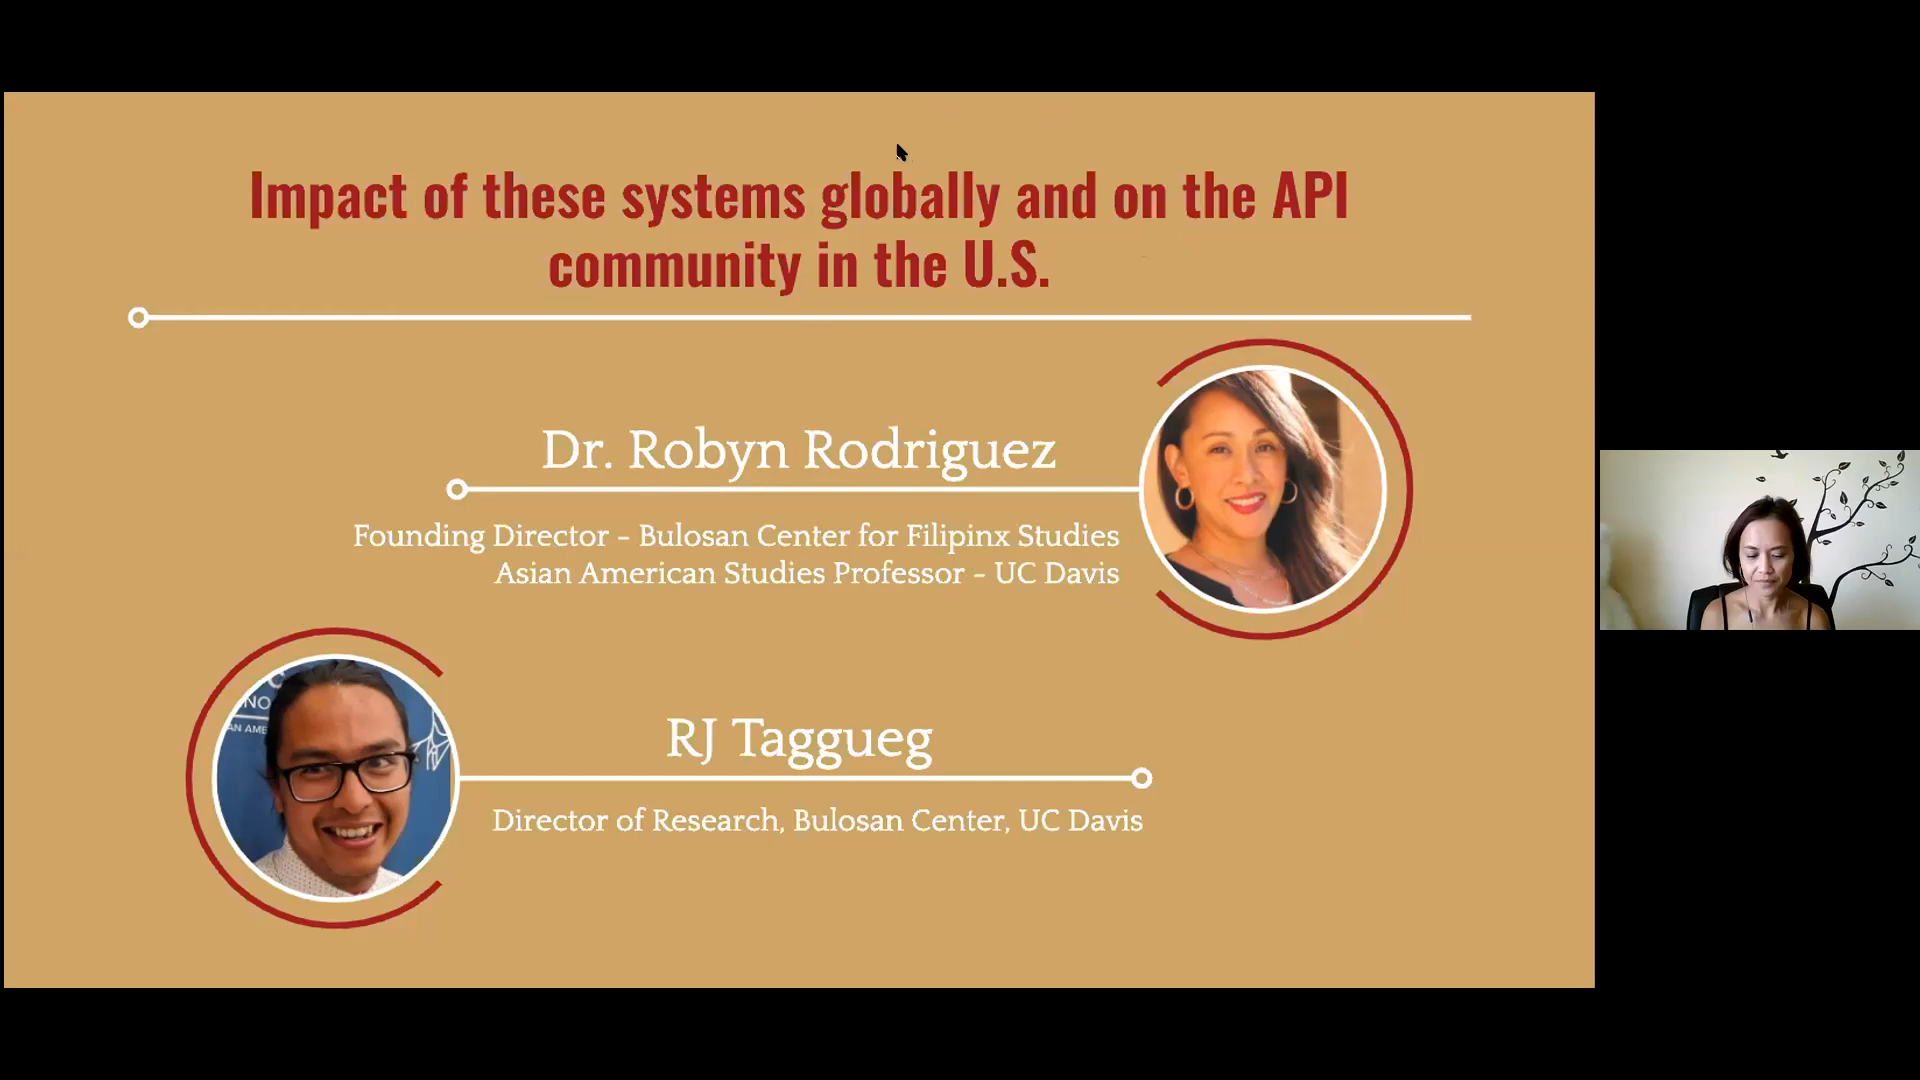 Impact of these systems globally and on the API
community in the U.S.
Dr. Robyn Rodriguez
Founding Director - Bulosan Center for Filipinx Studies
Asian American Studies Professor - UC Davis
RJ Taggueg
Director of Research, Bulosan Center, UC Davis